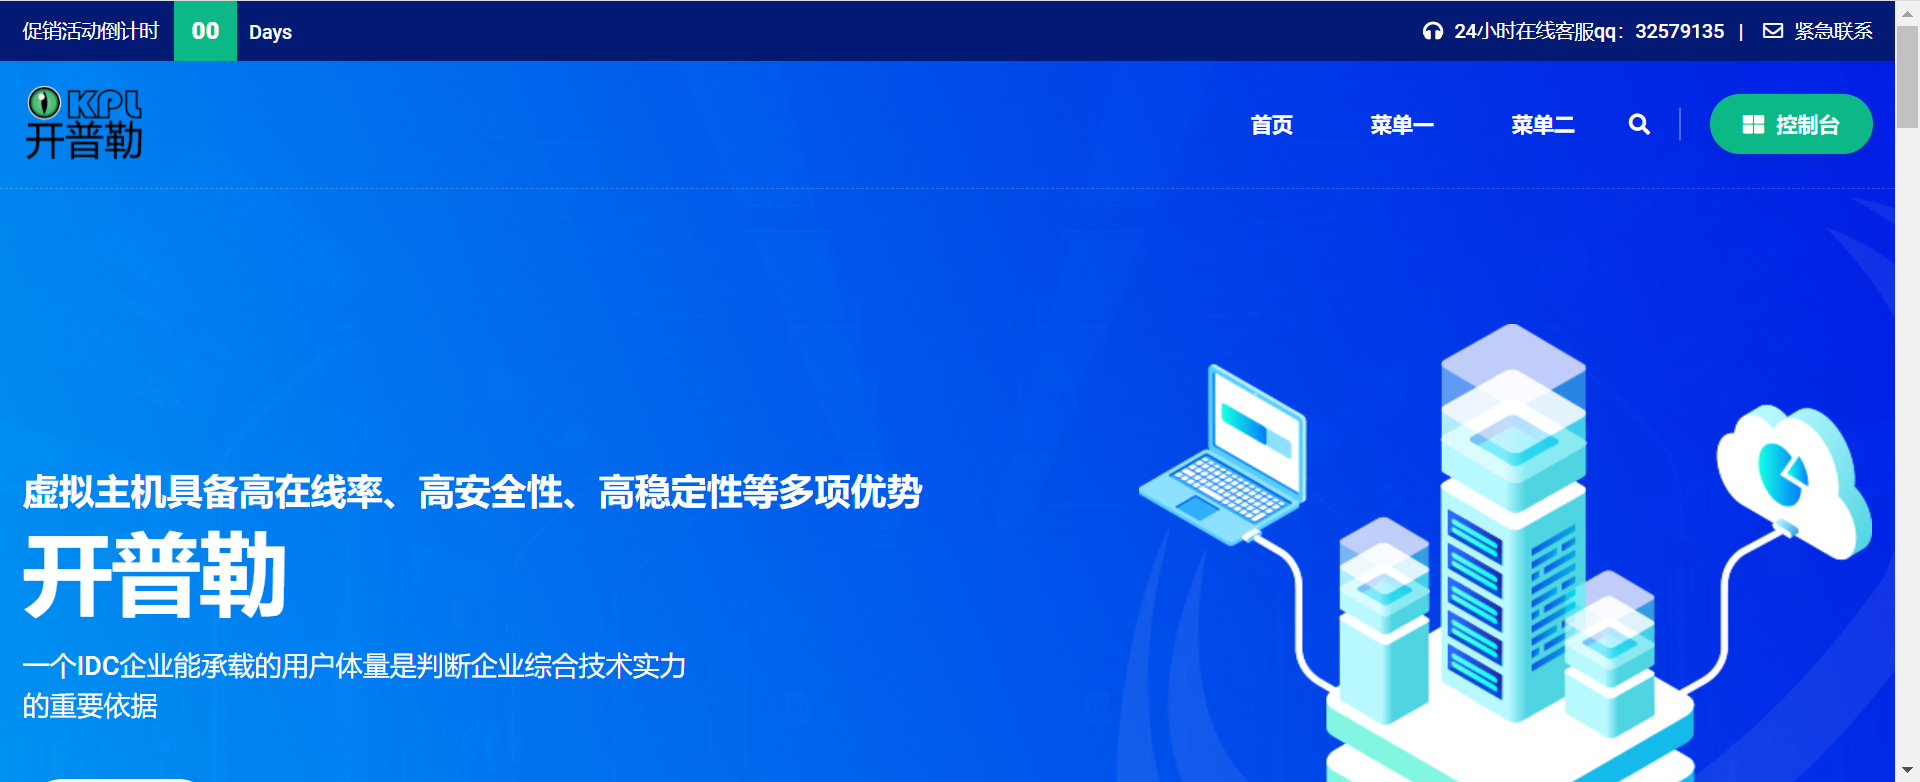 促销活动倒计时 00 Days
24小时在线客服qq：32579135 | 紧急联系
KPL
开普勒
首页 菜单一 菜单二 控制台
虚拟主机具备高在线率、高安全性、高稳定性等多项优势
开普勒
一个IDC企业能承载的用户体量是判断企业综合技术实力
的重要依据